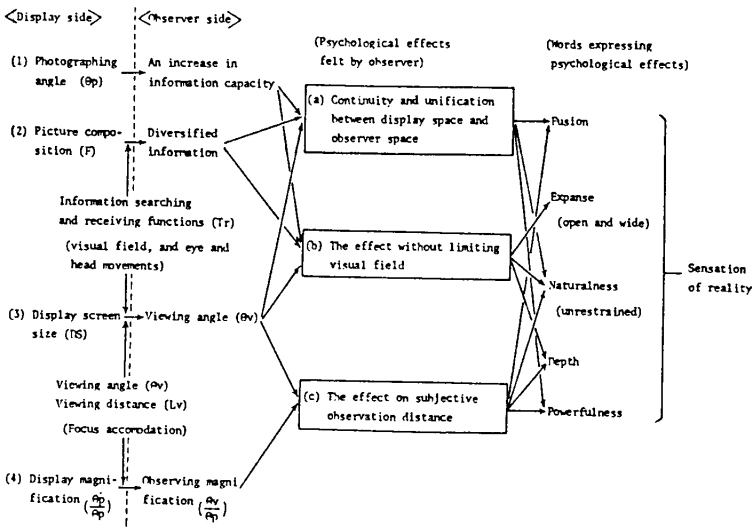 <Display side>
<Observer side>
(Psychological effects
felt by observer)
(Words expressing
psychological effects)
(1) Photographing
angle (θp)
An increase in
information capacity
(2) Picture compo-
sition (F)
Diversified
information
Information searching
and receiving functions (Tr)
(visual field, and eye and
head movements)
(3) Display screen
size (DS)
Viewing angle (θv)
Viewing angle (θv)
Viewing distance (Lv)
(Focus accomodation)
(4) Display magni-
fication (θṗ/θp)
Observing magni
fication (θv/θp)
(a) Continuity and unification
between display space and
observer space
(b) The effect without limiting
visual field
(c) The effect on subjective
observation distance
Fusion
Expanse
(open and wide)
Naturalness
(unrestrained)
Depth
Powerfulness
Sensation
of reality